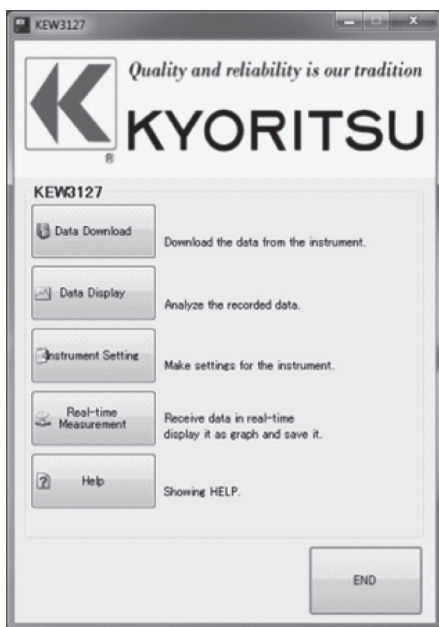 KEW3127
Quality and reliability is our tradition
KYORITSU
®
KEW3127
Data Download
Download the data from the instrument.
Data Display
Analyze the recorded data.
Instrument Setting
Make settings for the instrument.
Real-time
Measurement
Receive data in real-time
display it as graph and save it.
Help
Showing HELP.
END